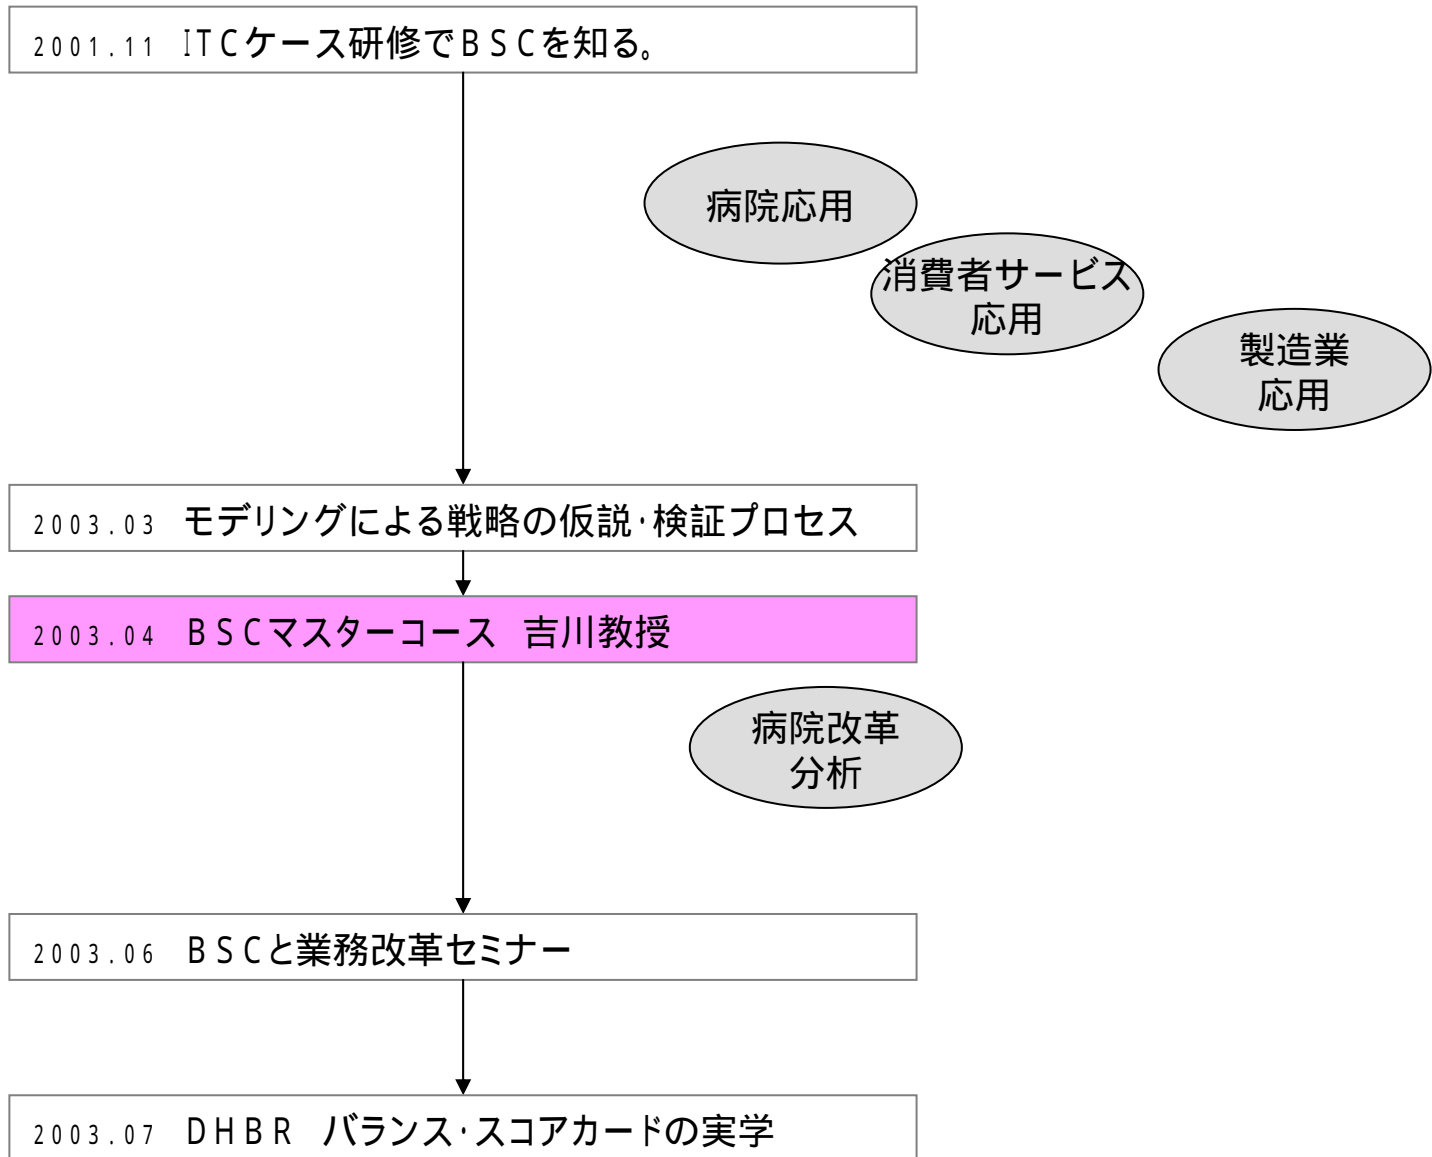 2001.11 ITCケース研修でBSCを知る。
病院応用
消費者サービス
応用
製造業
応用
2003.03 モデリングによる戦略の仮説・検証プロセス
2003.04 BSCマスターコース 吉川教授
病院改革
分析
2003.06 BSCと業務改革セミナー
2003.07 DHBR バランス・スコアカードの実学